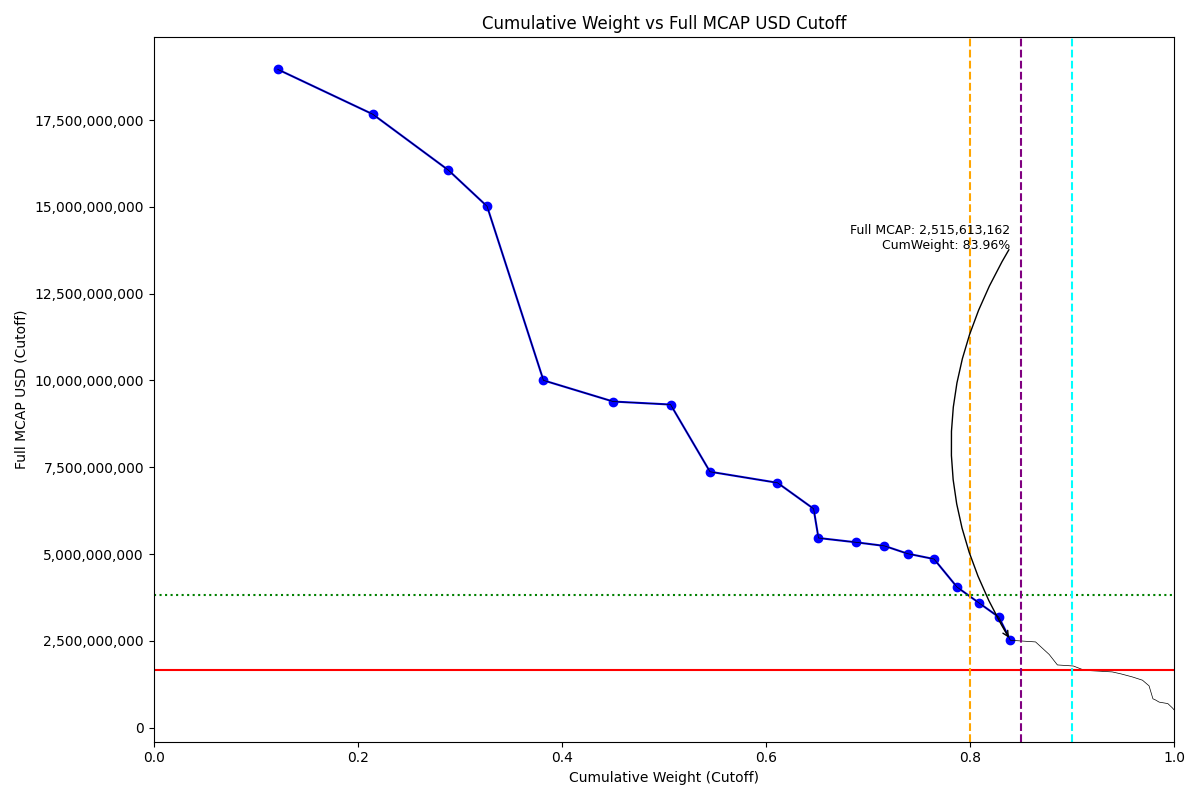 Cumulative Weight vs Full MCAP USD Cutoff
Full MCAP USD (Cutoff)
17,500,000,000
15,000,000,000
12,500,000,000
10,000,000,000
7,500,000,000
5,000,000,000
2,500,000,000
0
Full MCAP: 2,515,613,162
CumWeight: 83.96%
0.0 0.2 0.4 0.6 0.8 1.0
Cumulative Weight (Cutoff)